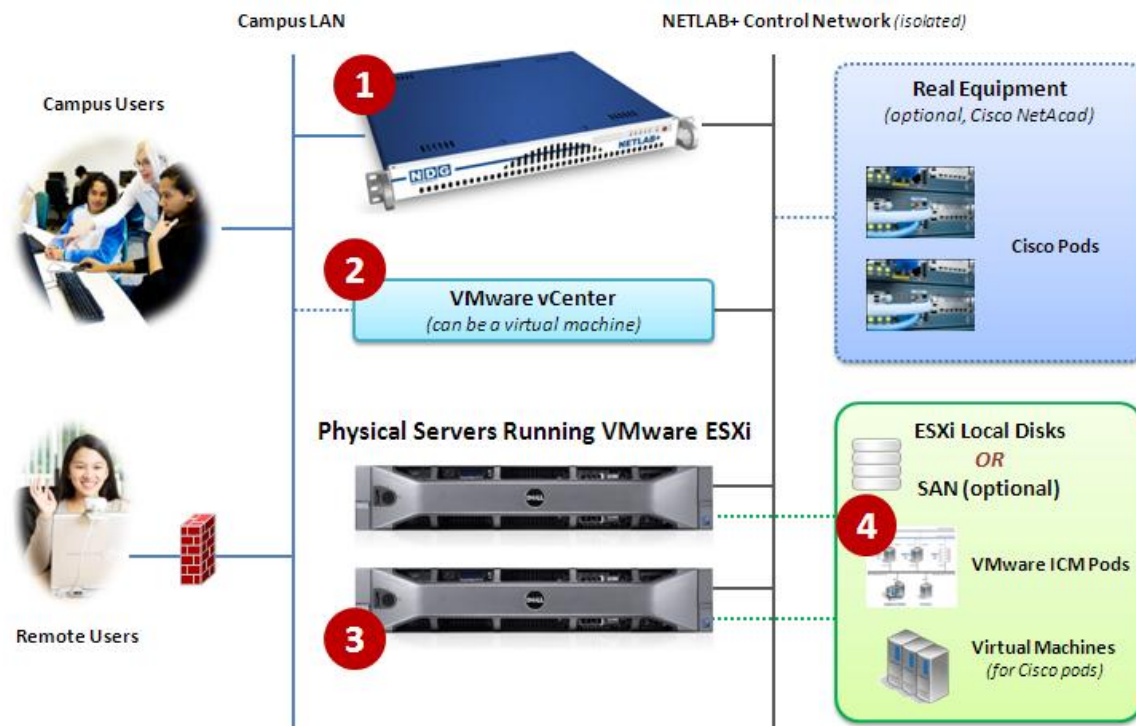 Campus LAN
NETLAB+ Control Network (isolated)
Campus Users
1
NDG
NETLAB+
Real Equipment
(optional, Cisco NetAcad)
Cisco Pods
2
VMware vCenter
(can be a virtual machine)
Physical Servers Running VMware ESXi
DELL
DELL
3
Remote Users
ESXi Local Disks
OR
SAN (optional)
4
VMware ICM Pods
Virtual Machines
(for Cisco pods)